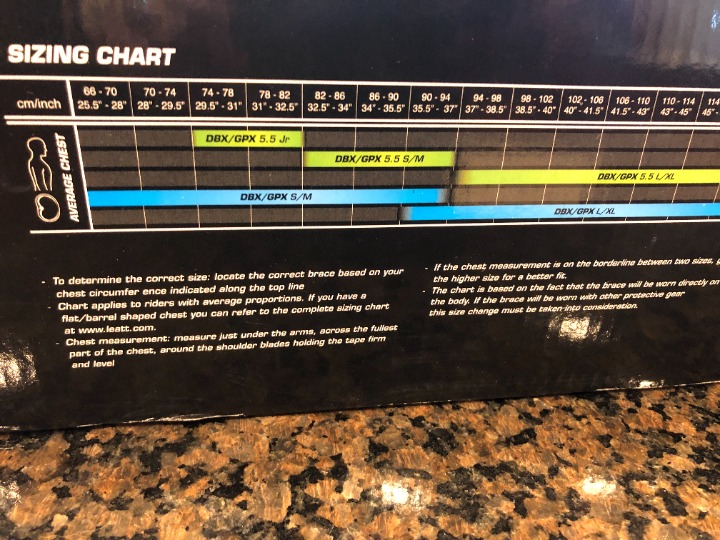 SIZING CHART
cm/inch 66 - 70 70 - 74 74 - 78 78 - 82 82 - 86 86 - 90 90 - 94 94 - 98 98 - 102 102 - 106 106 - 110 110 - 114 114
25.5" - 28" 28" - 29.5" 29.5" - 31" 31" - 32.5" 32.5" - 34" 34" - 35.5" 35.5" - 37" 37" - 38.5" 38.5" - 40" 40" - 41.5" 41.5" - 43" 43" - 45" 45" -
AVERAGE CHEST
DBX/GPX 5.5 Jr
DBX/GPX 5.5 S/M
DBX/GPX 5.5 L/XL
DBX/GPX S/M
DBX/GPX L/XL
- To determine the correct size: locate the correct brace based on your
chest circumfer ence indicated along the top line
- Chart applies to riders with average proportions. If you have a
flat/barrel shaped chest you can refer to the complete sizing chart
at www.leatt.com.
- Chest measurement: measure just under the arms, across the fullest
part of the chest, around the shoulder blades holding the tape firm
and level
- If the chest measurement is on the borderline between two sizes,
the higher size for a better fit.
- The chart is based on the fact that the brace will be worn directly on
the body. If the brace will be worn with other protective gear
this size change must be taken into consideration.